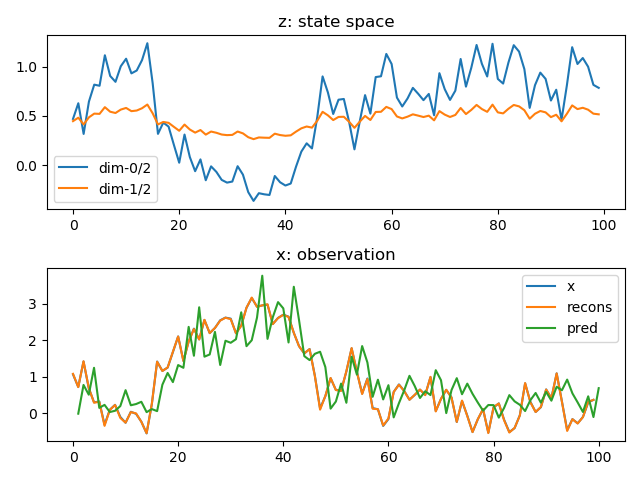 z: state space
1.0
0.5
0.0
dim-0/2
dim-1/2
0 20 40 60 80 100
x: observation
3
2
1
0
x
recons
pred
0 20 40 60 80 100